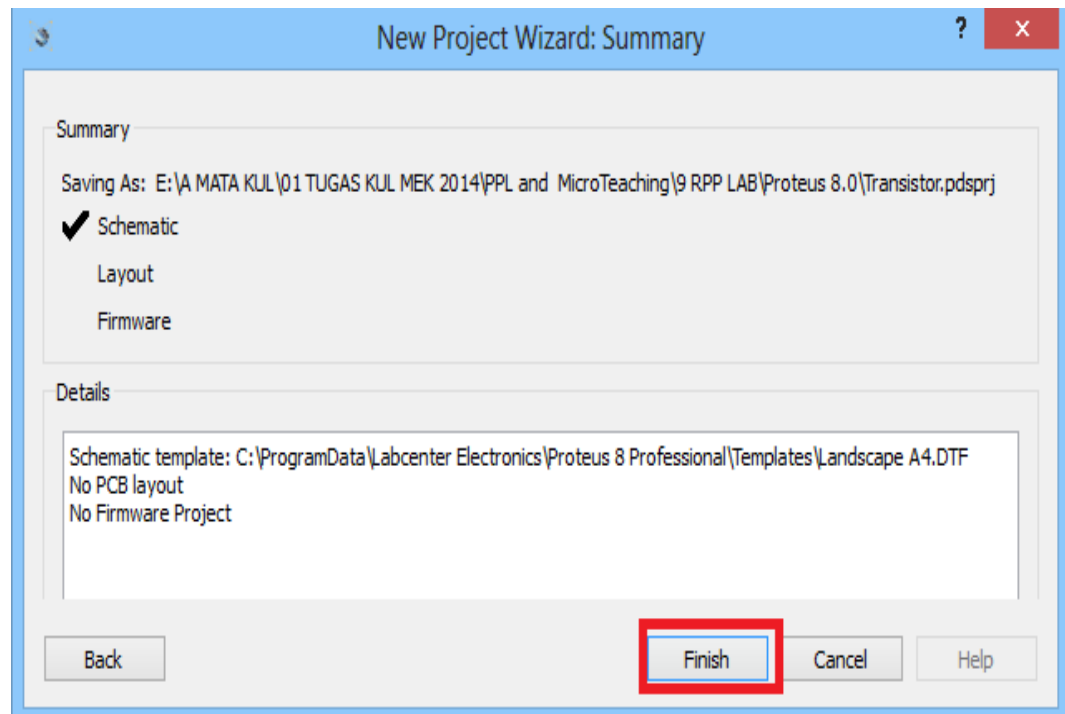 New Project Wizard: Summary
? x
Summary
Saving As: E:\A MATA KUL\01 TUGAS KUL MEK 2014\PPL and MicroTeaching\9 RPP LAB\Proteus 8.0\Transistor.pdsprj
Schematic
Layout
Firmware
Details
Schematic template: C:\ProgramData\Labcenter Electronics\Proteus 8 Professional\Templates\Landscape A4.DTF
No PCB layout
No Firmware Project
Back Finish Cancel Help